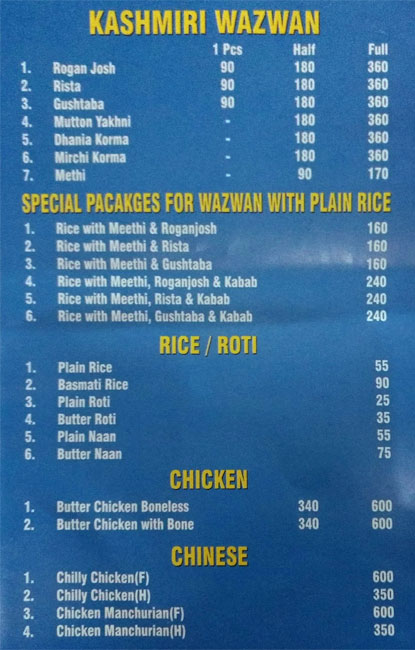 KASHMIRI WAZWAN
1 Pcs Half Full
1. Rogan Josh 90 180 360
2. Rista 90 180 360
3. Gushtaba 90 180 360
4. Mutton Yakhni - 180 360
5. Dhania Korma - 180 360
6. Mirchi Korma - 180 360
7. Methi - 90 170
SPECIAL PACAKGES FOR WAZWAN WITH PLAIN RICE
1. Rice with Meethi & Roganjosh 160
2. Rice with Meethi & Rista 160
3. Rice with Meethi & Gushtaba 160
4. Rice with Meethi, Roganjosh & Kabab 240
5. Rice with Meethi, Rista & Kabab 240
6. Rice with Meethi, Gushtaba & Kabab 240
RICE / ROTI
1. Plain Rice 55
2. Basmati Rice 90
3. Plain Roti 25
4. Butter Roti 35
5. Plain Naan 55
6. Butter Naan 75
CHICKEN
1. Butter Chicken Boneless 340 600
2. Butter Chicken with Bone 340 600
CHINESE
1. Chilly Chicken(F) 600
2. Chilly Chicken(H) 350
3. Chicken Manchurian(F) 600
4. Chicken Manchurian(H) 350